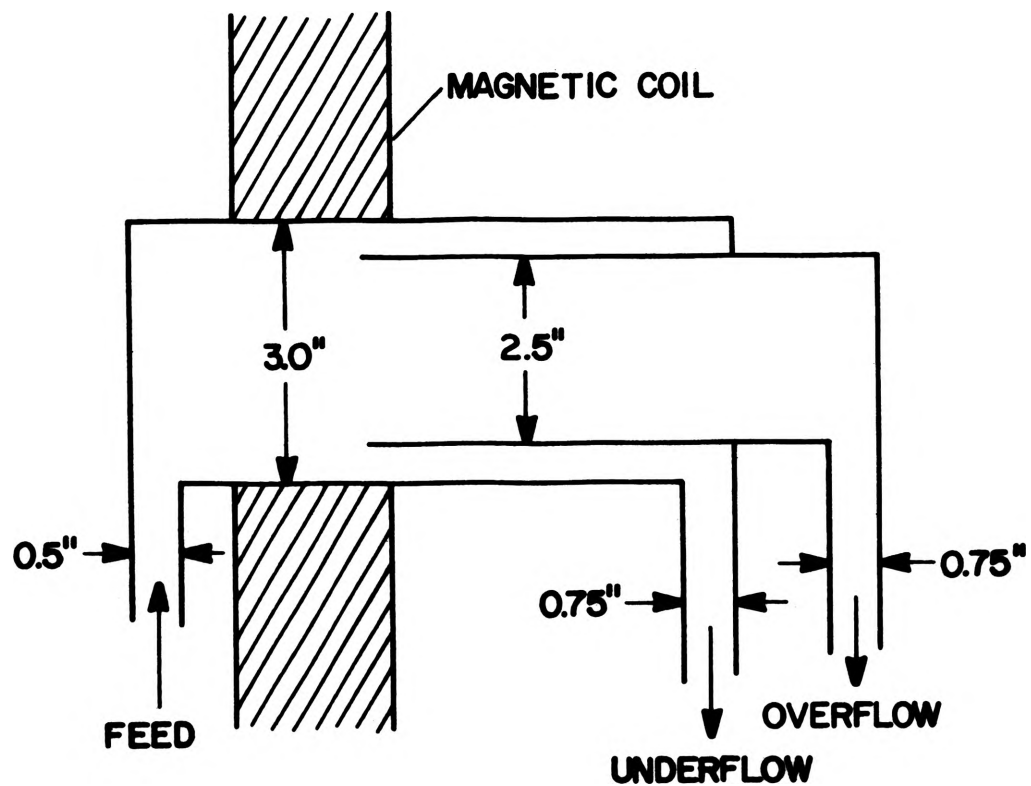 MAGNETIC COIL
3.0"
2.5"
0.5"
0.75"
0.75"
FEED
OVERFLOW
UNDERFLOW